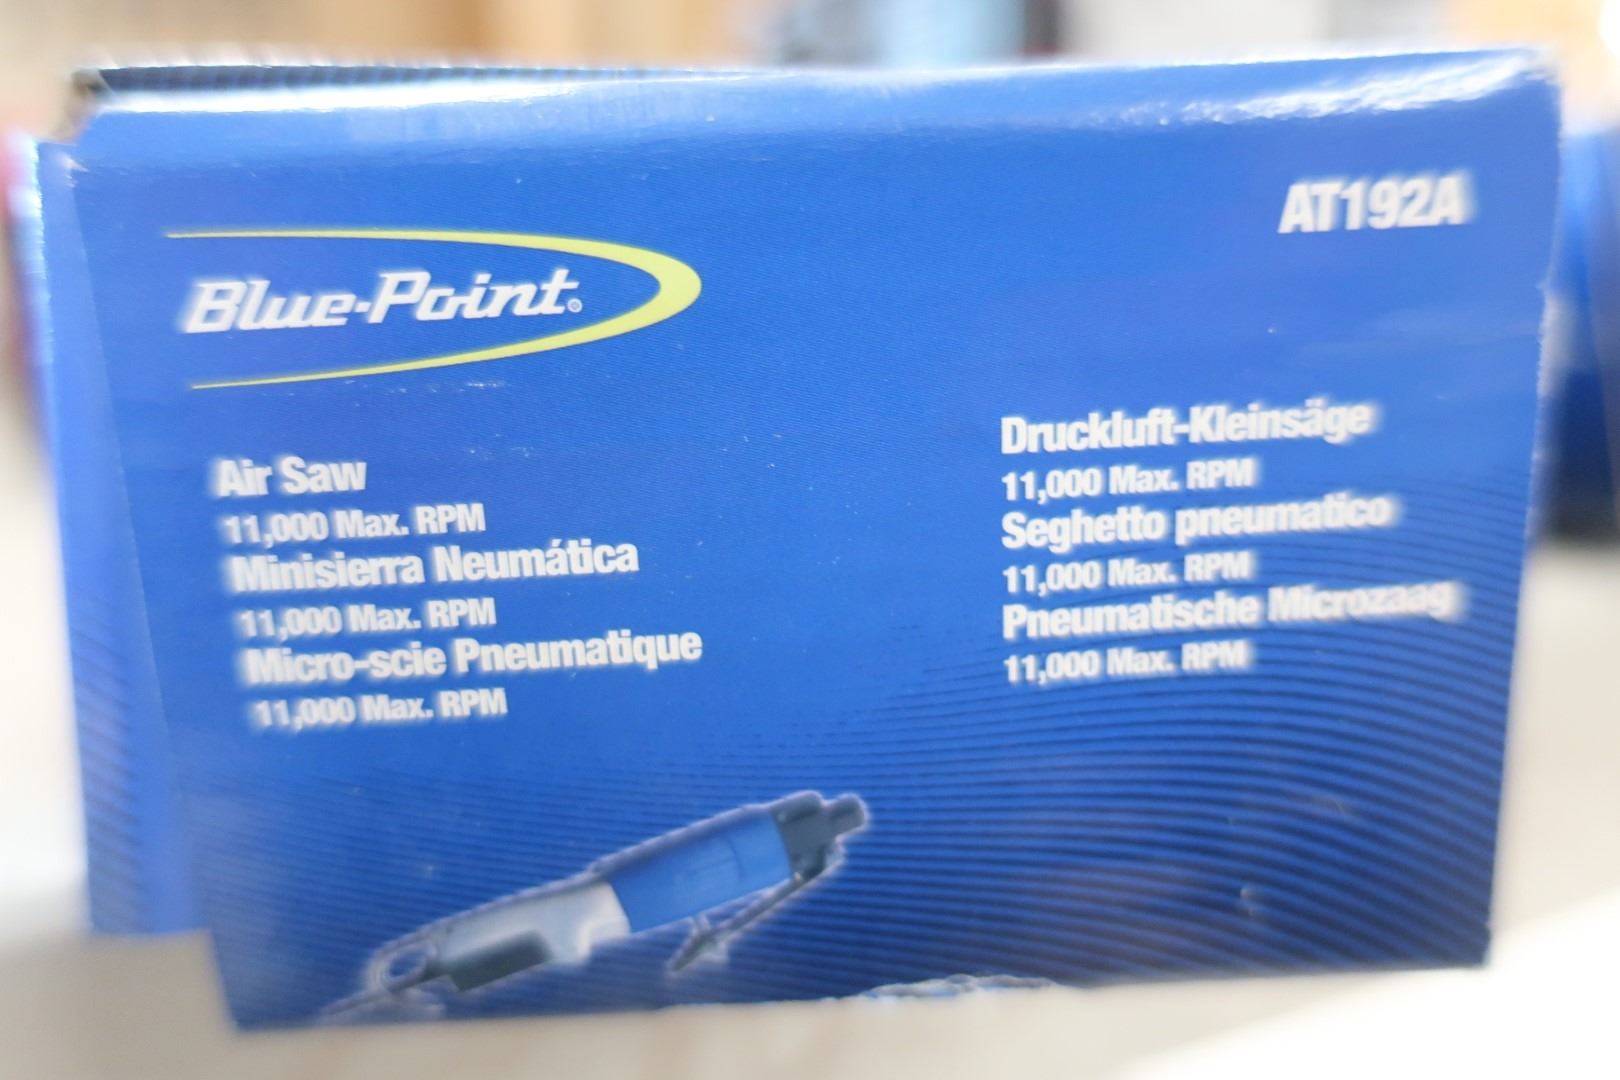 Blue-Point®
AT192A
Air Saw
11,000 Max. RPM
Minisierra Neumática
11,000 Max. RPM
Micro-scie Pneumatique
11,000 Max. RPM
Druckluft-Kleinsäge
11,000 Max. RPM
Seghetto pneumatico
11,000 Max. RPM
Pneumatische Microzaag
11,000 Max. RPM